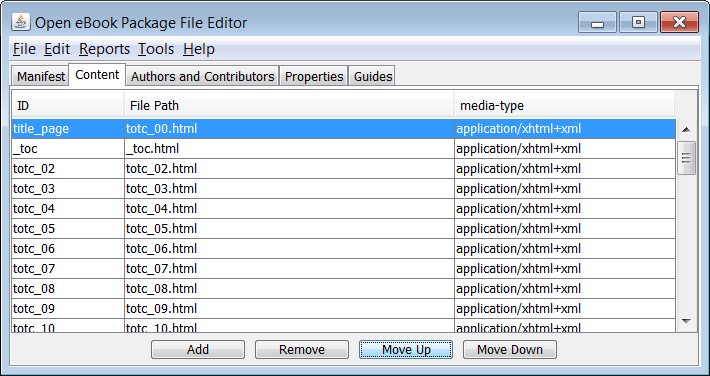 Open eBook Package File Editor
File Edit Reports Tools Help
Manifest Content Authors and Contributors Properties Guides
ID File Path media-type
title_page totc_00.html application/xhtml+xml
_toc _toc.html application/xhtml+xml
totc_02 totc_02.html application/xhtml+xml
totc_03 totc_03.html application/xhtml+xml
totc_04 totc_04.html application/xhtml+xml
totc_05 totc_05.html application/xhtml+xml
totc_06 totc_06.html application/xhtml+xml
totc_07 totc_07.html application/xhtml+xml
totc_08 totc_08.html application/xhtml+xml
totc_09 totc_09.html application/xhtml+xml
totc_10 totc_10.html application/xhtml+xml
Add Remove Move Up Move Down